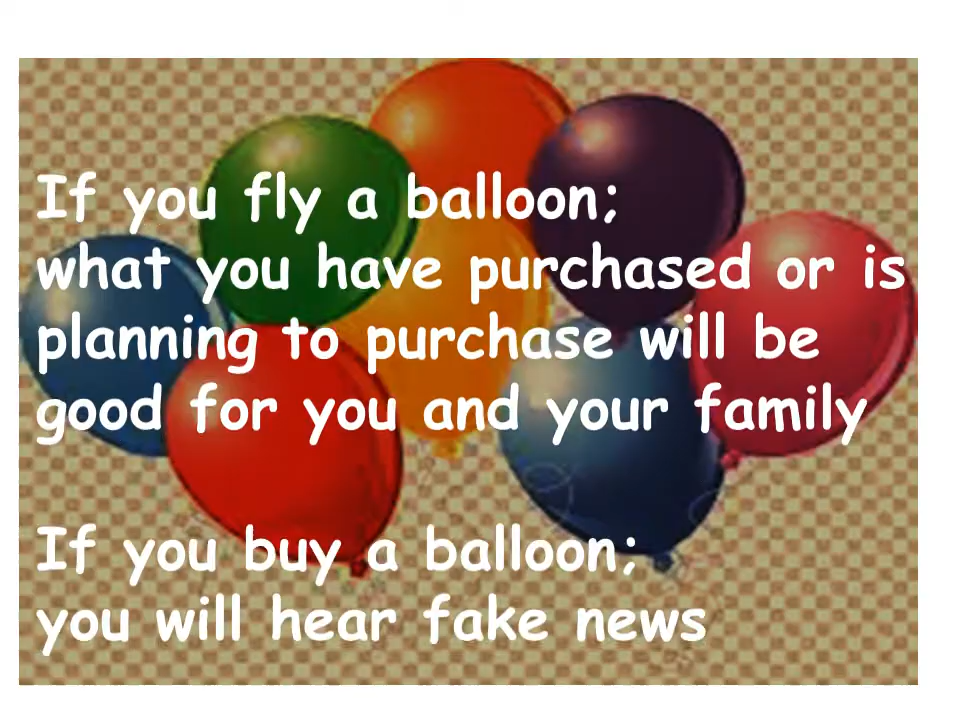 If you fly a balloon;
what you have purchased or is
planning to purchase will be
good for you and your family
If you buy a balloon;
you will hear fake news